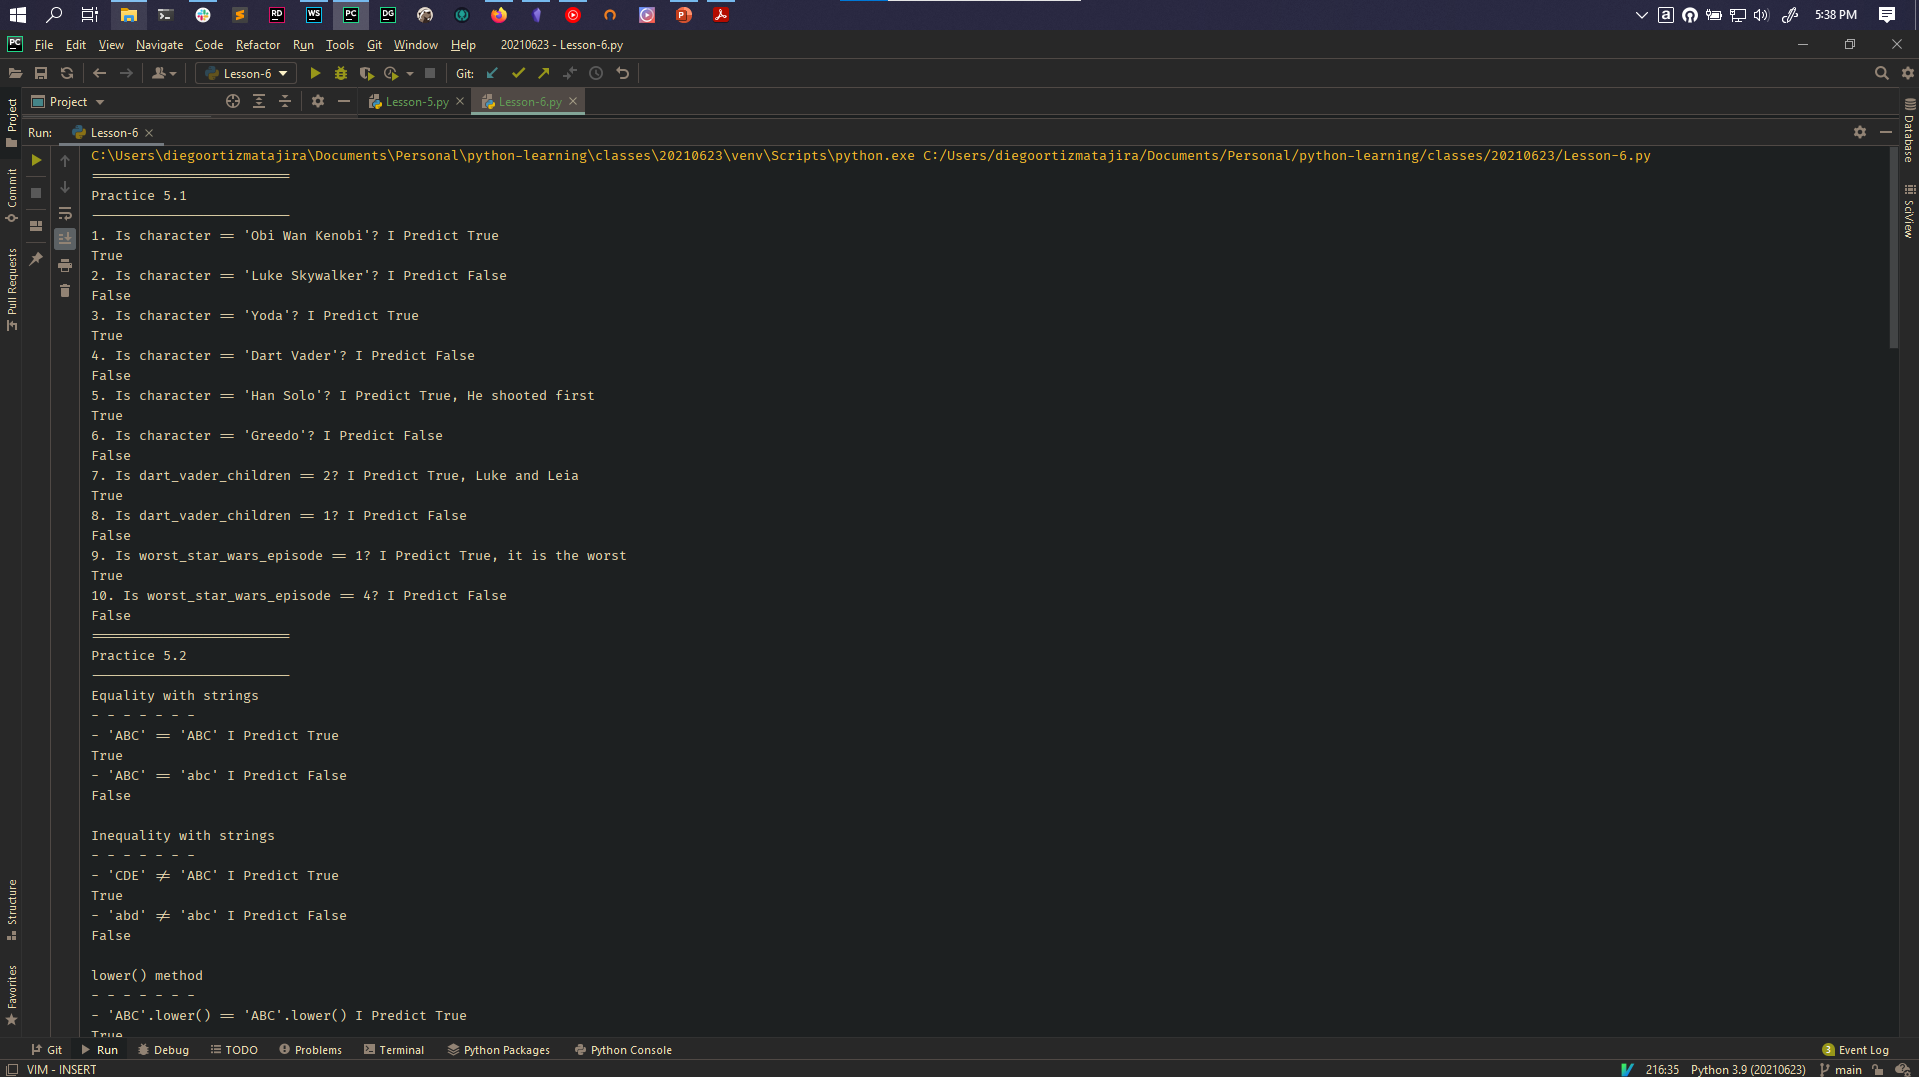 5:38 PM
File Edit View Navigate Code Refactor Run Tools Git Window Help 20210623 - Lesson-6.py
Lesson-6 Git:
Project Lesson-5.py Lesson-6.py
Run: Lesson-6
C:\Users\diegoortizmatajira\Documents\Personal\python-learning\classes\20210623\venv\Scripts\python.exe C:/Users/diegoortizmatajira/Documents/Personal/python-learning/classes/20210623/Lesson-6.py
=========================
Practice 5.1
-------------------------
1. Is character == 'Obi Wan Kenobi'? I Predict True
True
2. Is character == 'Luke Skywalker'? I Predict False
False
3. Is character == 'Yoda'? I Predict True
True
4. Is character == 'Dart Vader'? I Predict False
False
5. Is character == 'Han Solo'? I Predict True, He shooted first
True
6. Is character == 'Greedo'? I Predict False
False
7. Is dart_vader_children == 2? I Predict True, Luke and Leia
True
8. Is dart_vader_children == 1? I Predict False
False
9. Is worst_star_wars_episode == 1? I Predict True, it is the worst
True
10. Is worst_star_wars_episode == 4? I Predict False
False
=========================
Practice 5.2
-------------------------
Equality with strings
- - - - - - -
- 'ABC' == 'ABC' I Predict True
True
- 'ABC' == 'abc' I Predict False
False
Inequality with strings
- - - - - - -
- 'CDE' != 'ABC' I Predict True
True
- 'abd' != 'abc' I Predict False
False
lower() method
- - - - - - -
- 'ABC'.lower() == 'ABC'.lower() I Predict True
True
Project
Commit
Pull Requests
Structure
Favorites
Database
SciView
Git Run Debug TODO Problems Terminal Python Packages Python Console 3 Event Log
VIM - INSERT 216:35 Python 3.9 (20210623) main